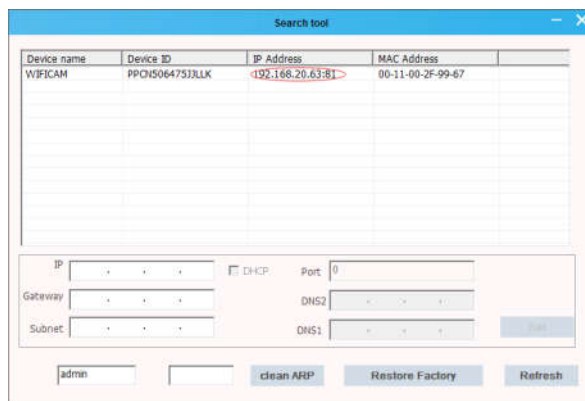 Search tool
Device name Device ID IP Address MAC Address
WIFICAM PPCN506475JJLLK 192.168.20.63:81 00-11-00-2F-99-67
IP . . . DHCP Port 0
Gateway . . . DNS2 . . .
Subnet . . . DNS1 . . .
admin clean ARP Restore Factory Refresh